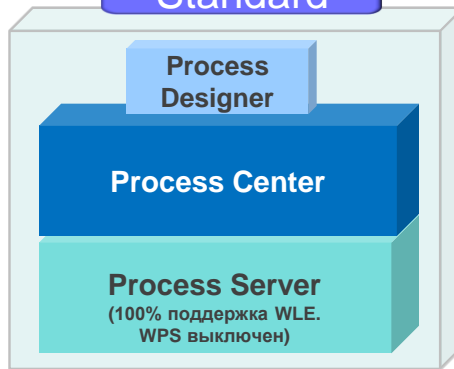 Standard
Process
Designer
Process Center
Process Server
(100% поддержка WLE.
WPS выключен)